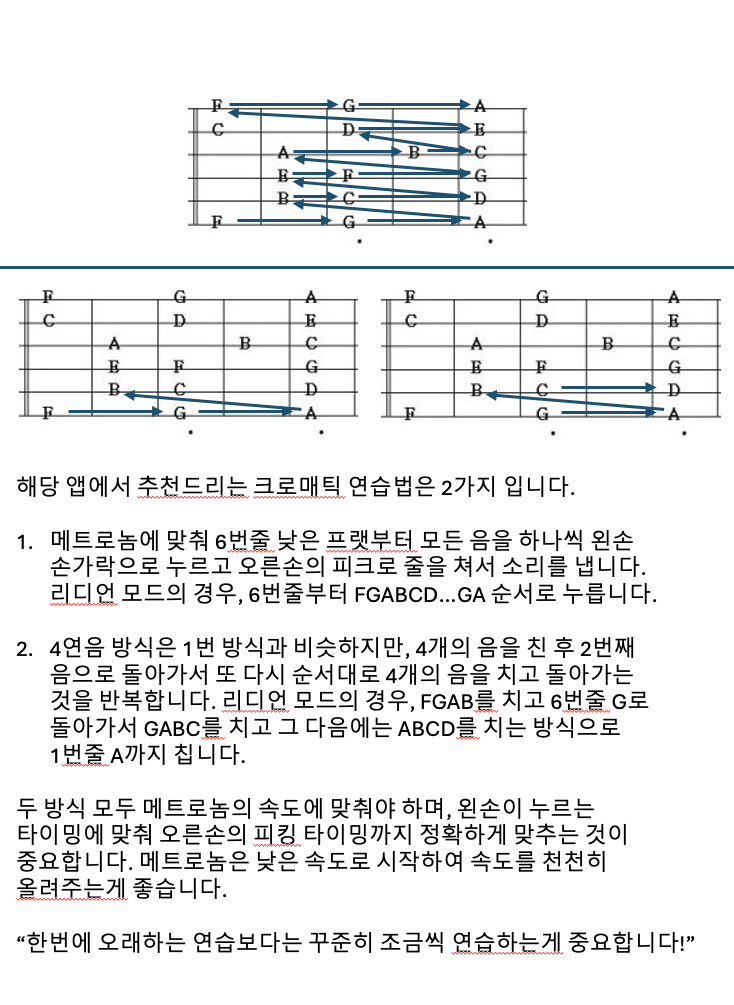 F G A
C D E
A B C
E F G
B C D
F G A
F G A
C D E
A B C
E F G
B C D
F G A
F G A
C D E
A B C
E F G
B C D
F G A
해당 앱에서 추천드리는 크로매틱 연습법은 2가지 입니다.
1. 메트로놈에 맞춰 6번줄 낮은 프랫부터 모든 음을 하나씩 왼손
손가락으로 누르고 오른손의 피크로 줄을 쳐서 소리를 냅니다.
리디언 모드의 경우, 6번줄부터 FGABCD...GA 순서로 누릅니다.
2. 4연음 방식은 1번 방식과 비슷하지만, 4개의 음을 친 후 2번째
음으로 돌아가서 또 다시 순서대로 4개의 음을 치고 돌아가는
것을 반복합니다. 리디언 모드의 경우, FGAB를 치고 6번줄 G로
돌아가서 GABC를 치고 그 다음에는 ABCD를 치는 방식으로
1번줄 A까지 칩니다.
두 방식 모두 메트로놈의 속도에 맞춰야 하며, 왼손이 누르는
타이밍에 맞춰 오른손의 피킹 타이밍까지 정확하게 맞추는 것이
중요합니다. 메트로놈은 낮은 속도로 시작하여 속도를 천천히
올려주는게 좋습니다.
“한번에 오래하는 연습보다는 꾸준히 조금씩 연습하는게 중요합니다!”